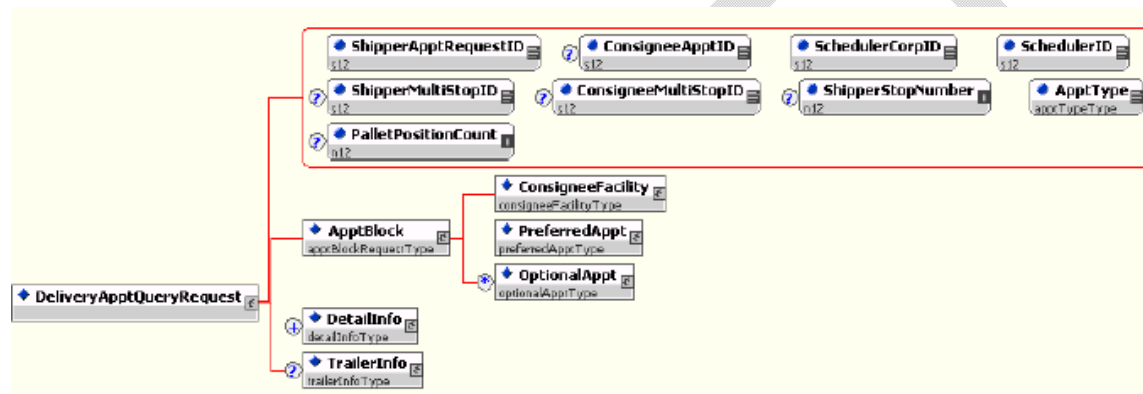 ShipperApptRequestID ConsigneeApptID SchedulerCorpID SchedulerID
s12 s12 s12 s12
? ShipperMultiStopID ? ConsigneeMultiStopID ? ShipperStopNumber ApptType
s12 s12 n12 apptTypeType
? PalletPositionCount
n12
ConsigneeFacility
consigneeFacilityType
ApptBlock PreferredAppt
apptBlockRequestType preferredApptType
* OptionalAppt
optionalApptType
DeliveryApptQueryRequest
+ DetailInfo
detailInfoType
? TrailerInfo
trailerInfoType